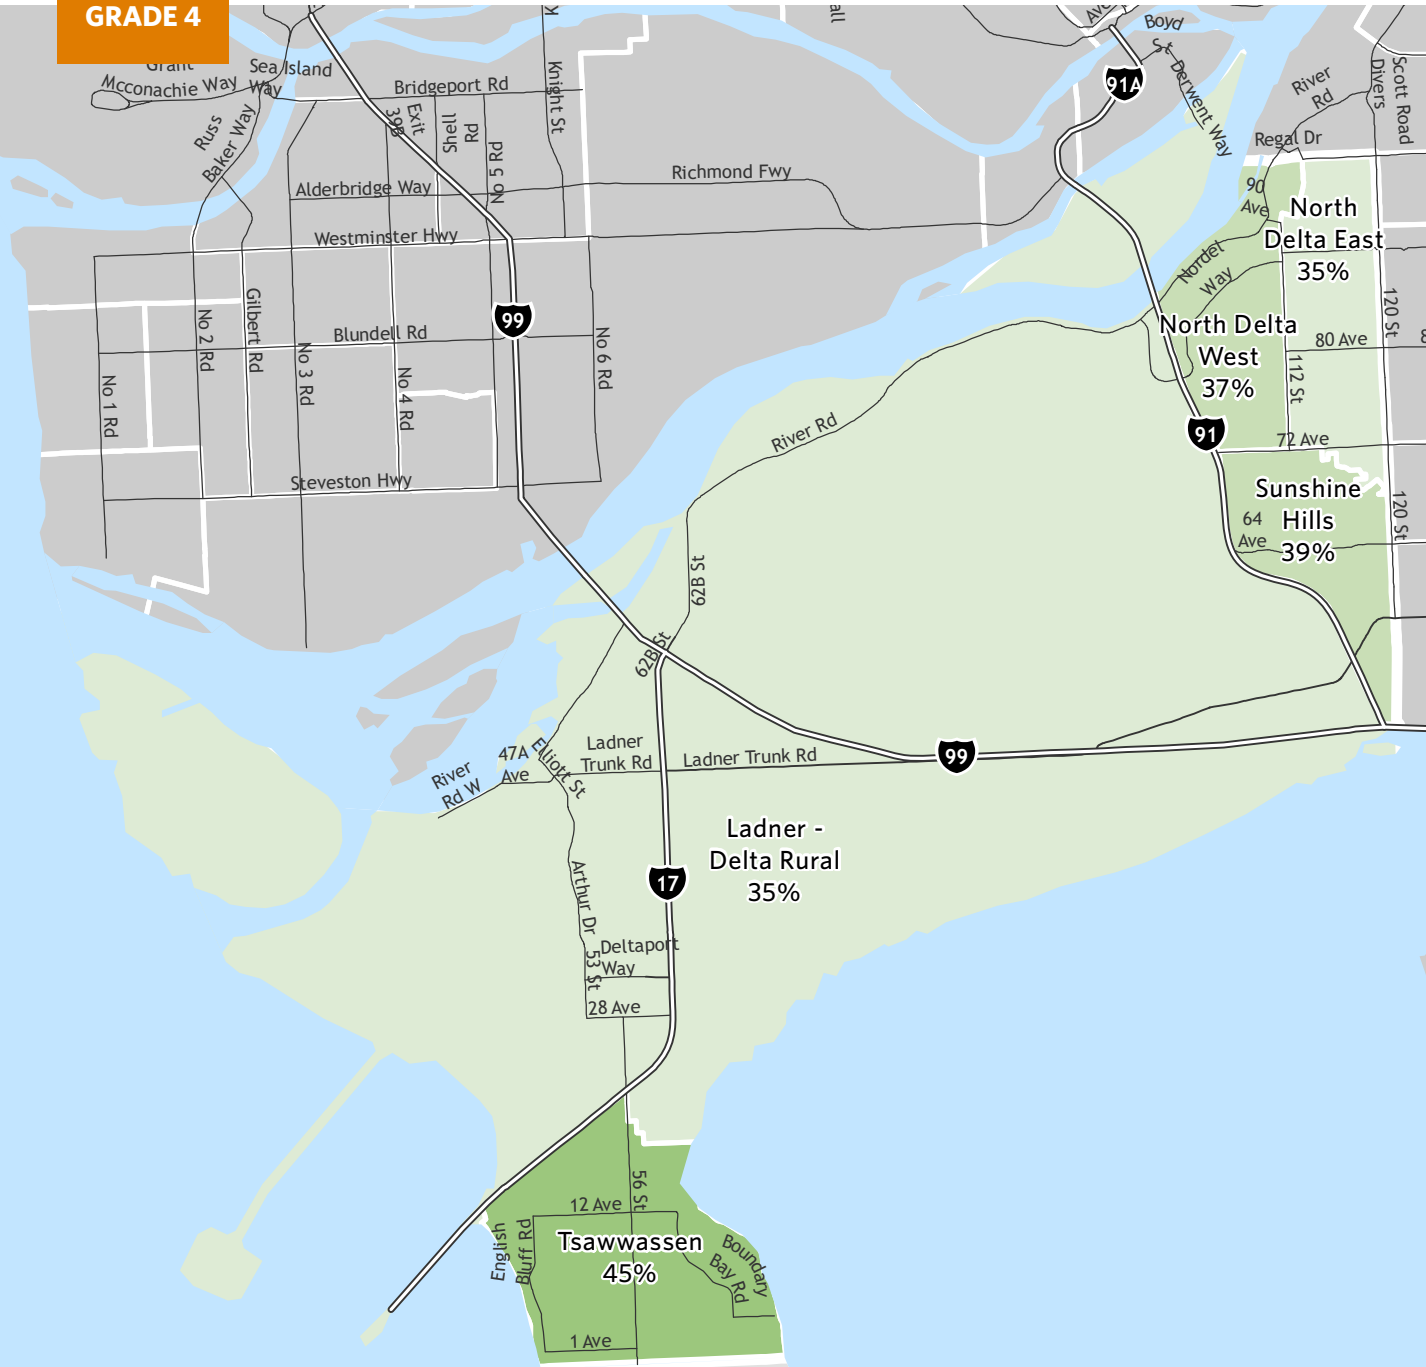 GRADE 4
Grant
Mcconachie Way
Sea Island
Way
Bridgeport Rd
Knight St
Boyd
St
Derwent Way
91A
River
Rd
Divers
Scott Road
Regal Dr
Russ
Baker Way
Exit
39B
Shell
Rd
No 5 Rd
Alderbridge Way
Richmond Fwy
Westminster Hwy
90
Ave
North
Delta East
35%
Nordel
Way
Gilbert Rd
No 2 Rd
99
Blundell Rd
No 3 Rd
No 6 Rd
No 1 Rd
No 4 Rd
120 St
North Delta
West
37%
80 Ave
112 St
River Rd
91
72 Ave
Steveston Hwy
Sunshine
Hills
39%
64
Ave
120 St
62B St
62B St
47A
Ave
Elliott St
Ladner
Trunk Rd
Ladner Trunk Rd
99
River
Rd W
Ladner -
Delta Rural
35%
17
Arthur Dr
53 St
Deltaport
Way
28 Ave
56 St
12 Ave
English
Bluff Rd
Tsawwassen
45%
Boundary
Bay Rd
1 Ave